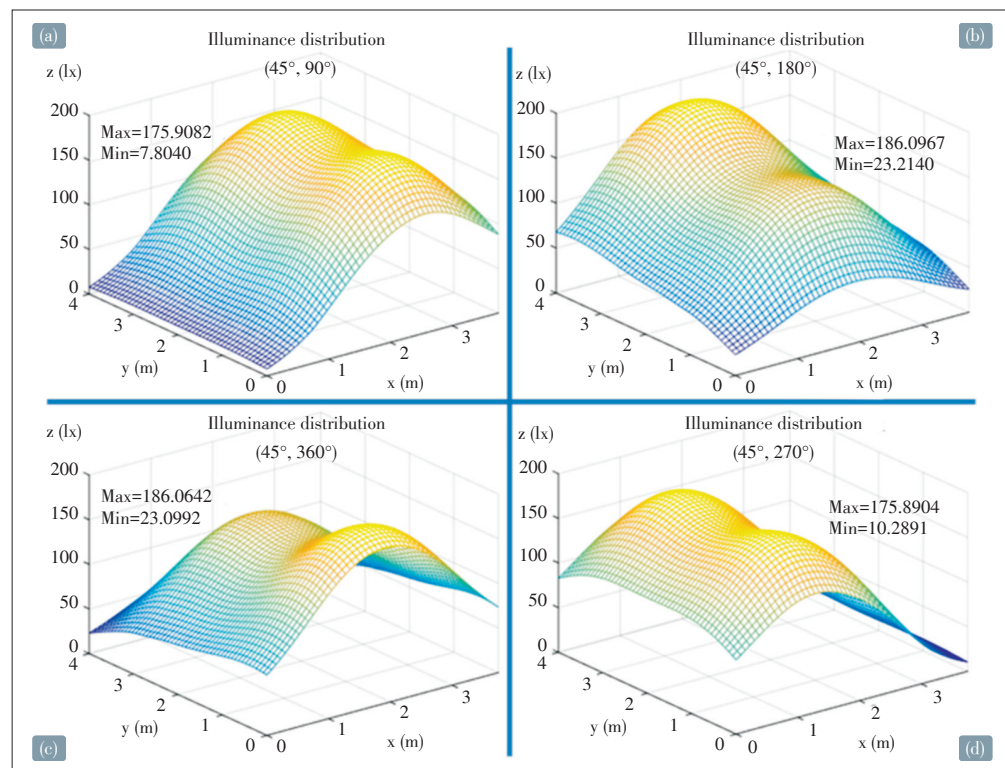 (a)
Illuminance distribution
(45°, 90°)
z (lx)
200
150
100
50
0
Max=175.9082
Min=7.8040
4
3
2
1
0
y (m)
0
1
2
3
x (m)
(b)
Illuminance distribution
(45°, 180°)
z (lx)
200
150
100
50
0
Max=186.0967
Min=23.2140
4
3
2
1
0
y (m)
0
1
2
3
x (m)
Illuminance distribution
(45°, 360°)
z (lx)
200
150
100
50
0
Max=186.0642
Min=23.0992
4
3
2
1
0
y (m)
0
1
2
3
x (m)
(c)
Illuminance distribution
(45°, 270°)
z (lx)
200
150
100
50
0
Max=175.8904
Min=10.2891
4
3
2
1
0
y (m)
0
1
2
3
x (m)
(d)